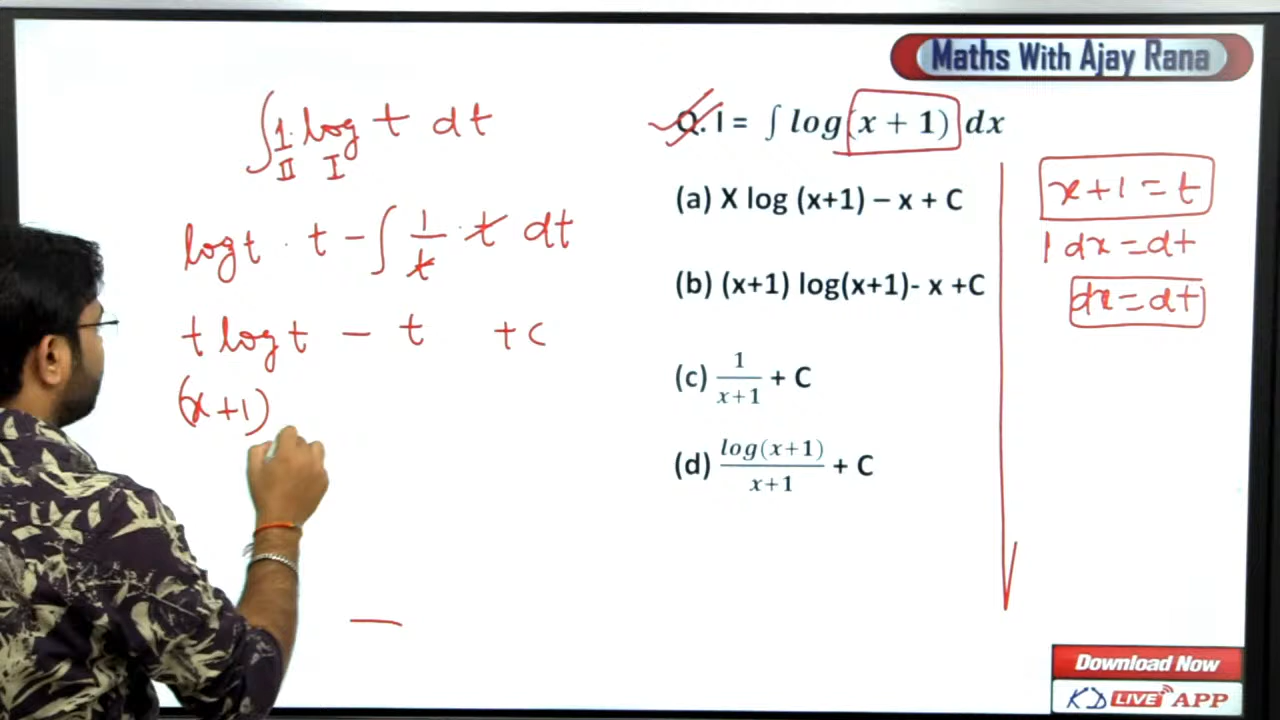 Maths With Ajay Rana
∫ 1. log t dt
II I
log t . t - ∫ 1/t . t dt
t log t - t + c
(x+1)
Q. I = ∫ log(x + 1) dx
(a) X log (x+1) – x + C
(b) (x+1) log(x+1)- x +C
(c) 1/x+1 + C
(d) log(x+1)/x+1 + C
x+1 = t
1 dx = dt
dx = dt
Download Now
KD LIVE APP